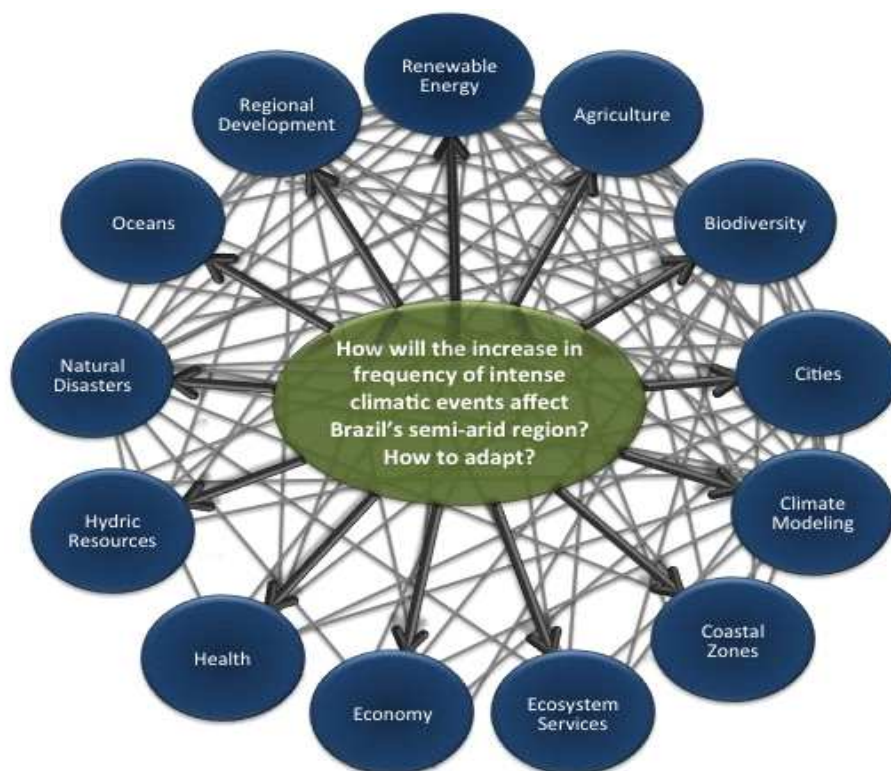 Renewable
Energy
Agriculture
Biodiversity
Cities
Climate
Modeling
Coastal
Zones
Ecosystem
Services
Economy
Health
Hydric
Resources
Natural
Disasters
Oceans
Regional
Development
How will the increase in
frequency of intense
climatic events affect
Brazil's semi-arid region?
How to adapt?